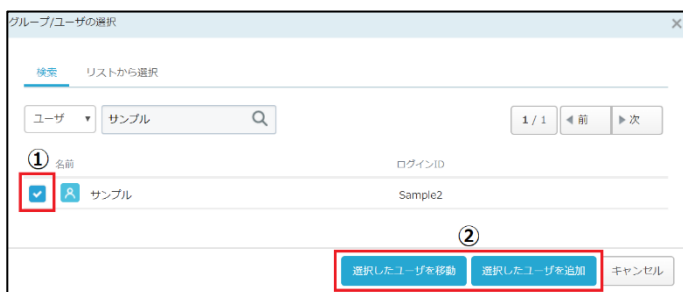 グループ/ユーザの選択 ×
検索 リストから選択
ユーザ ▼ サンプル 1 / 1 ◀前 ▶次
① 名前 ログインID
サンプル Sample2
②
選択したユーザを移動 選択したユーザを追加 キャンセル